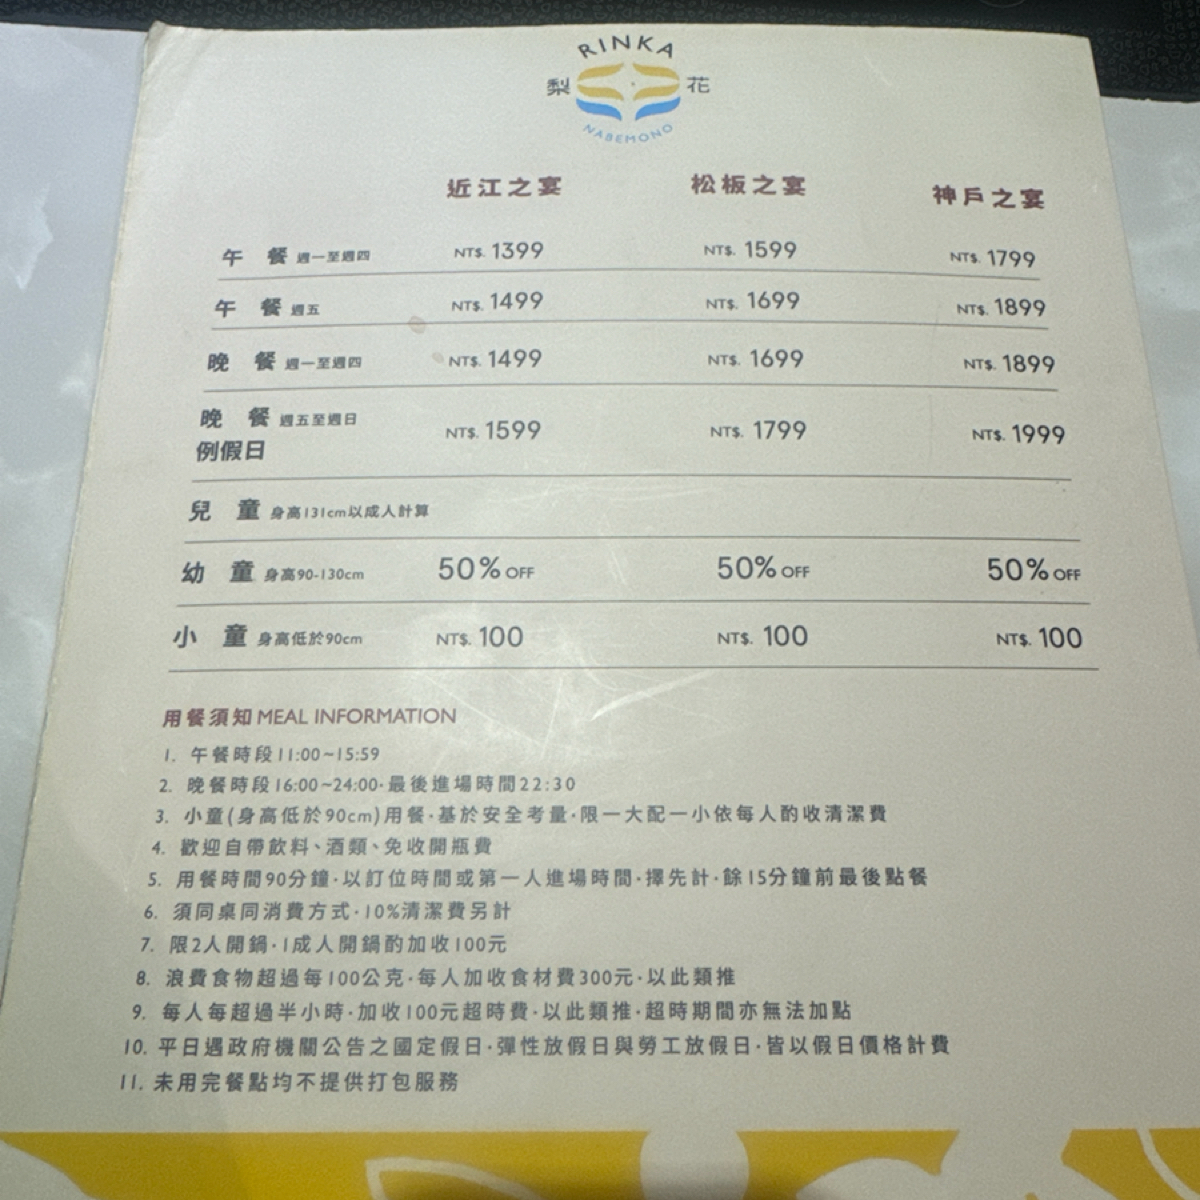 RINKA
梨花
NABEMONO
近江之宴 松板之宴 神戶之宴
午餐 週一至週四 NT$. 1399 NT$. 1599 NT$. 1799
午餐 週五 NT$. 1499 NT$. 1699 NT$. 1899
晚餐 週一至週四 NT$. 1499 NT$. 1699 NT$. 1899
晚餐 週五至週日 NT$. 1599 NT$. 1799 NT$. 1999
例假日
兒童 身高131cm以成人計算
幼童 身高90-130cm 50% OFF 50% OFF 50% OFF
小童 身高低於90cm NT$. 100 NT$. 100 NT$. 100
用餐須知 MEAL INFORMATION
1. 午餐時段11:00~15:59
2. 晚餐時段16:00~24:00·最後進場時間22:30
3. 小童(身高低於90cm)用餐·基於安全考量·限一大配一小依每人酌收清潔費
4. 歡迎自帶飲料、酒類、免收開瓶費
5. 用餐時間90分鐘·以訂位時間或第一人進場時間·擇先計·餘15分鐘前最後點餐
6. 須同桌同消費方式·10%清潔費另計
7. 限2人開鍋·1成人開鍋酌加收100元
8. 浪費食物超過每100公克·每人加收食材費300元·以此類推
9. 每人每超過半小時·加收100元超時費·以此類推·超時期間亦無法加點
10. 平日遇政府機關公告之國定假日·彈性放假日與勞工放假日·皆以假日價格計費
11. 未用完餐點均不提供打包服務